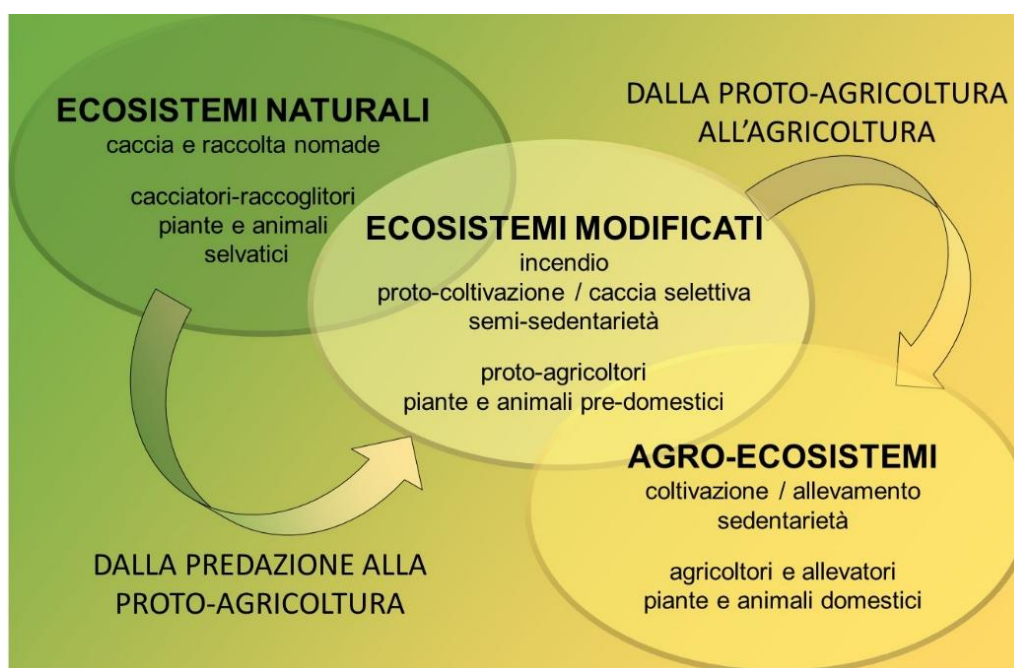 ECOSISTEMI NATURALI
caccia e raccolta nomade
cacciatori-raccoglitori
piante e animali
selvatici
DALLA PROTO-AGRICOLTURA
ALL’AGRICOLTURA
ECOSISTEMI MODIFICATI
incendio
proto-coltivazione / caccia selettiva
semi-sedentarietà
proto-agricoltori
piante e animali pre-domestici
DALLA PREDAZIONE ALLA
PROTO-AGRICOLTURA
AGRO-ECOSISTEMI
coltivazione / allevamento
sedentarietà
agricoltori e allevatori
piante e animali domestici